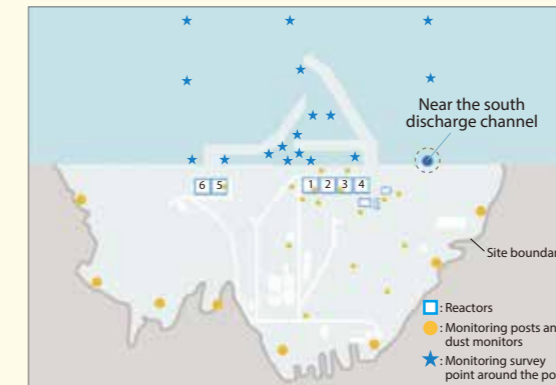 Near the south
discharge channel
6 5 1 2 3 4
Site boundar
: Reactors
: Monitoring posts an
dust monitors
: Monitoring survey
point around the po